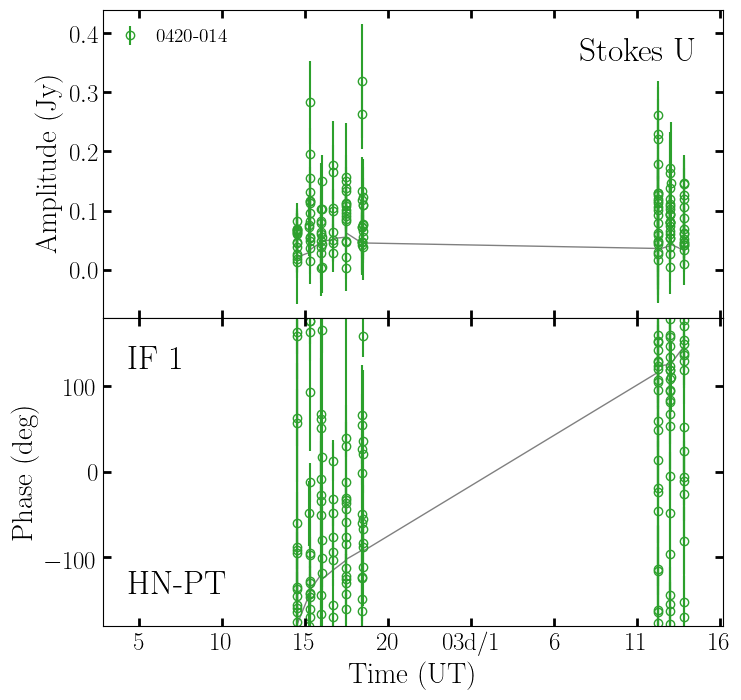 0420-014
Stokes U
Amplitude (Jy)
0.4
0.3
0.2
0.1
0.0
IF 1
HN-PT
Phase (deg)
100
0
−100
5 10 15 20 03d/1 6 11 16
Time (UT)